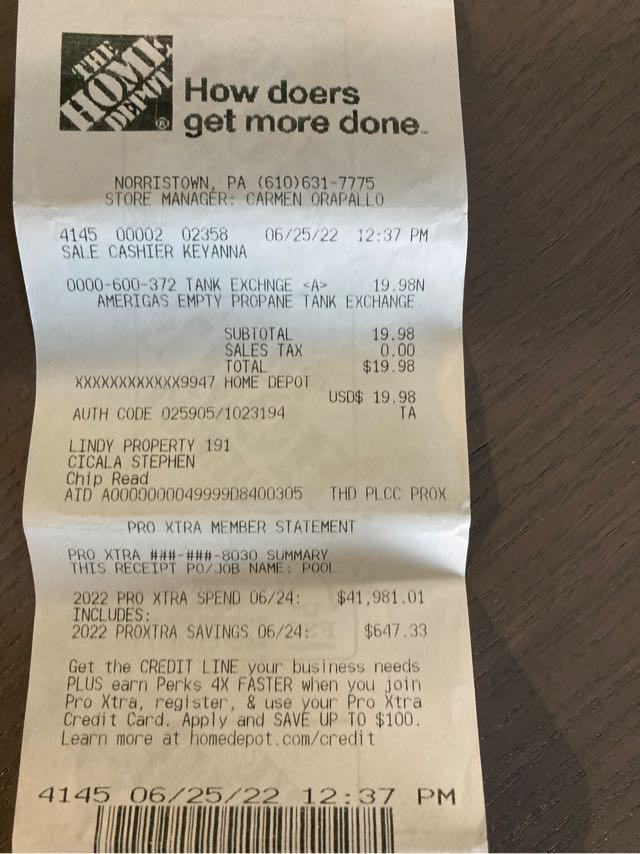 THE
HOME
DEPOT
®
How doers
get more done™
NORRISTOWN, PA (610)631-7775
STORE MANAGER: CARMEN ORAPALLO
4145 00002 02358 06/25/22 12:37 PM
SALE CASHIER KEYANNA
0000-600-372 TANK EXCHNGE <A> 19.98N
AMERIGAS EMPTY PROPANE TANK EXCHANGE
SUBTOTAL 19.98
SALES TAX 0.00
TOTAL $19.98
XXXXXXXXXXXX9947 HOME DEPOT
USD$ 19.98
AUTH CODE 025905/1023194 TA
LINDY PROPERTY 191
CICALA STEPHEN
Chip Read
AID A0000000049999D8400305 THD PLCC PROX
PRO XTRA MEMBER STATEMENT
PRO XTRA ###-###-8030 SUMMARY
THIS RECEIPT PO/JOB NAME: POOL
2022 PRO XTRA SPEND 06/24: $41,981.01
INCLUDES:
2022 PROXTRA SAVINGS 06/24: $647.33
Get the CREDIT LINE your business needs
PLUS earn Perks 4X FASTER when you join
Pro Xtra, register, & use your Pro Xtra
Credit Card. Apply and SAVE UP TO $100.
Learn more at homedepot.com/credit
4145 06/25/22 12:37 PM